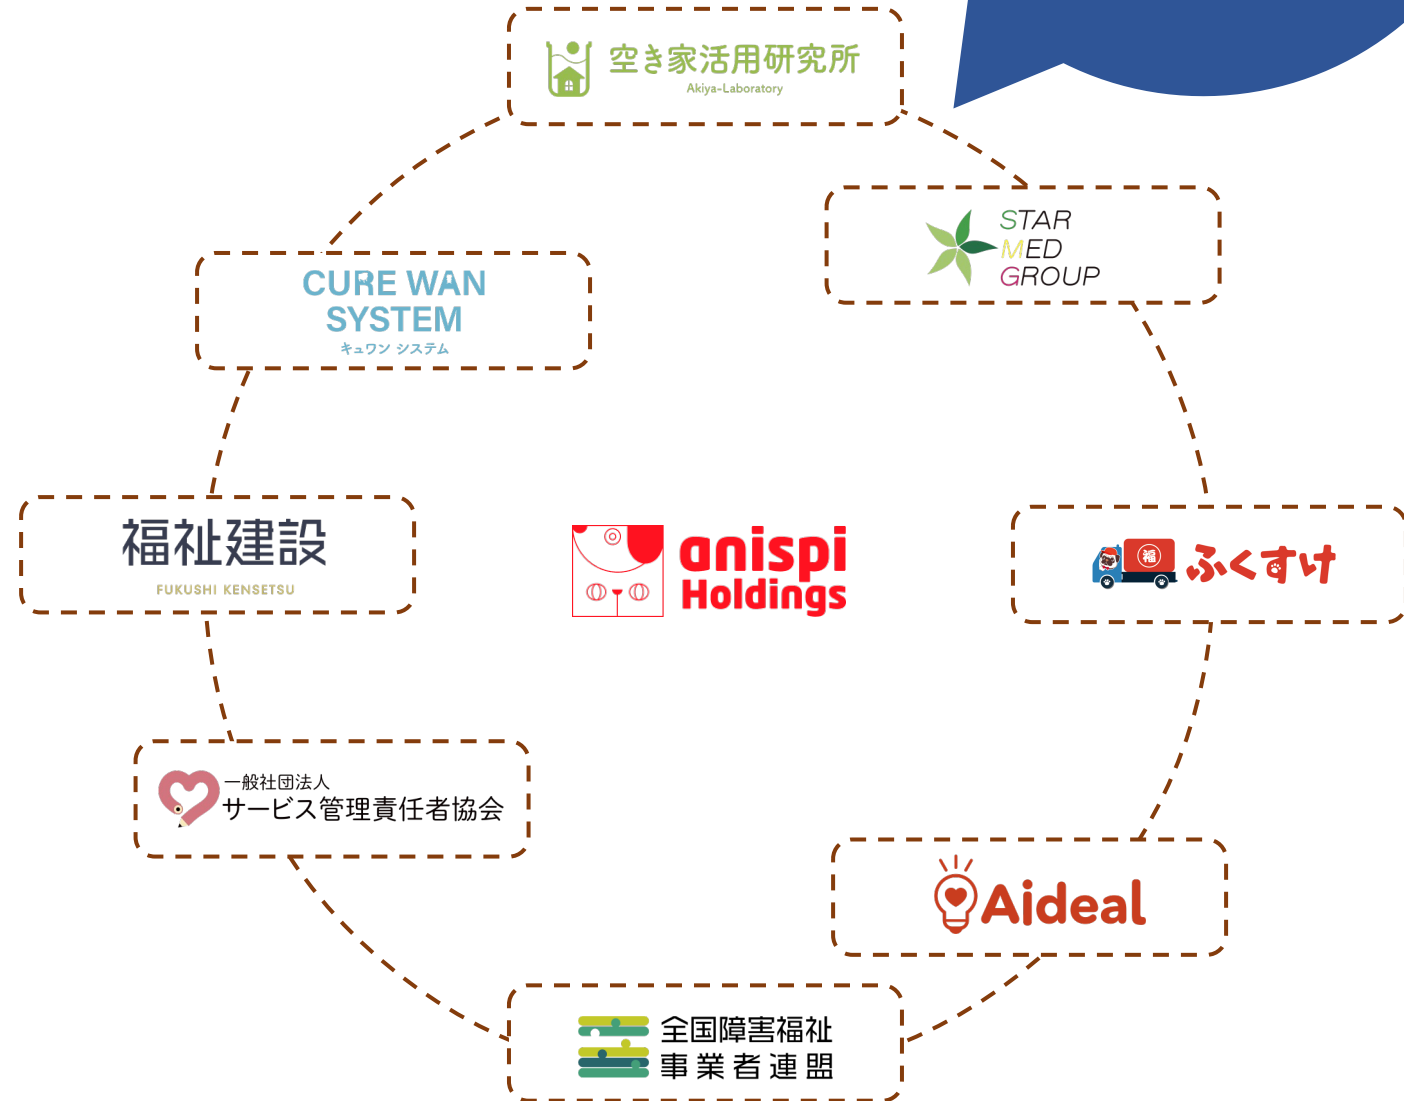 空き家活用研究所
Akiya-Laboratory
STAR
MED
GROUP
CURE WAN
SYSTEM
キュワン システム
福祉建設
FUKUSHI KENSETSU
anispi
Holdings
福
ふくすけ
一般社団法人
サービス管理責任者協会
Aideal
全国障害福祉
事業者連盟